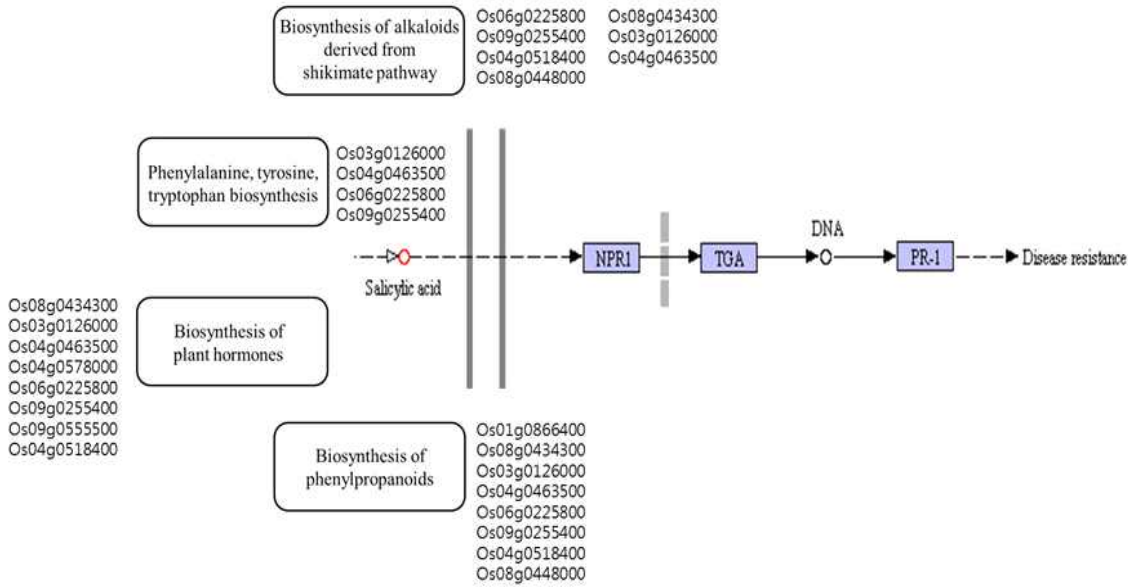 Biosynthesis of alkaloids
derived from
shikimate pathway
Os06g0225800
Os09g0255400
Os04g0518400
Os08g0448000
Os08g0434300
Os03g0126000
Os04g0463500
Phenylalanine, tyrosine,
tryptophan biosynthesis
Os03g0126000
Os04g0463500
Os06g0225800
Os09g0255400
Salicylic acid
NPR1
TGA
DNA
PR-1
Disease resistance
Os08g0434300
Os03g0126000
Os04g0463500
Os04g0578000
Os06g0225800
Os09g0255400
Os09g0555500
Os04g0518400
Biosynthesis of
plant hormones
Biosynthesis of
phenylpropanoids
Os01g0866400
Os08g0434300
Os03g0126000
Os04g0463500
Os06g0225800
Os09g0255400
Os04g0518400
Os08g0448000